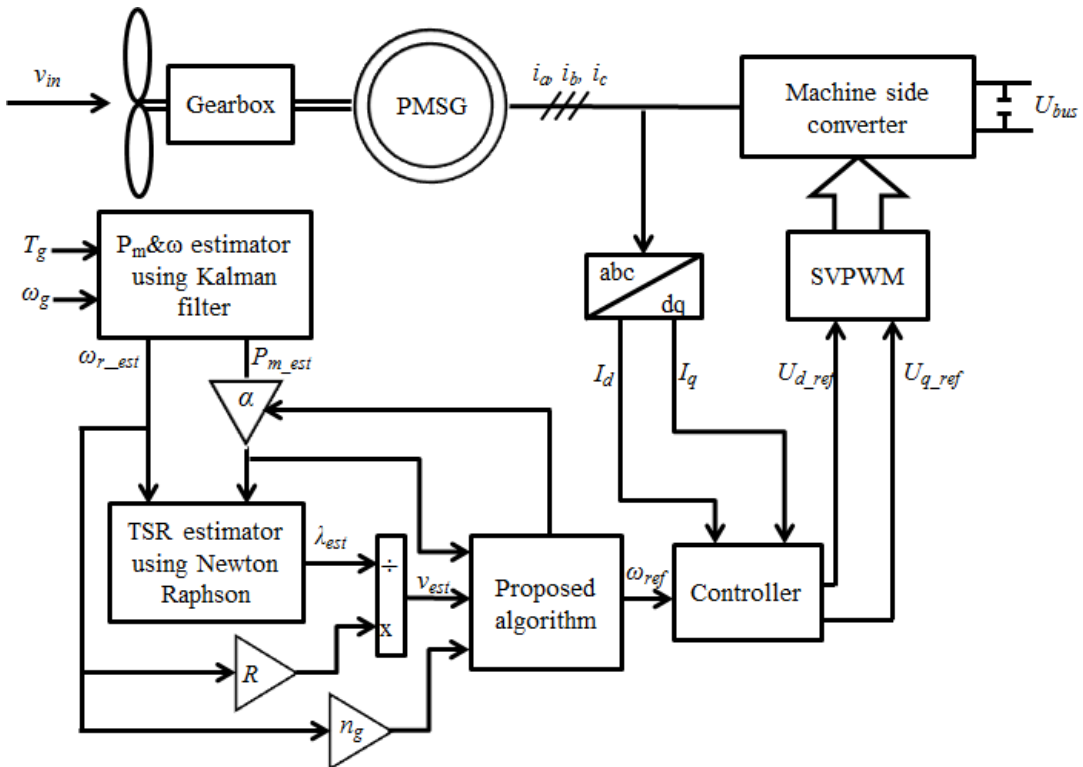 v_in
Gearbox
PMSG
i_a, i_b, i_c
Machine side
converter
U_bus
T_g
ω_g
P_m&ω estimator
using Kalman
filter
abc
dq
SVPWM
ω_r_est
P_m_est
α
I_d
I_q
U_d_ref
U_q_ref
TSR estimator
using Newton
Raphson
λ_est
÷
x
v_est
Proposed
algorithm
ω_ref
Controller
R
n_g